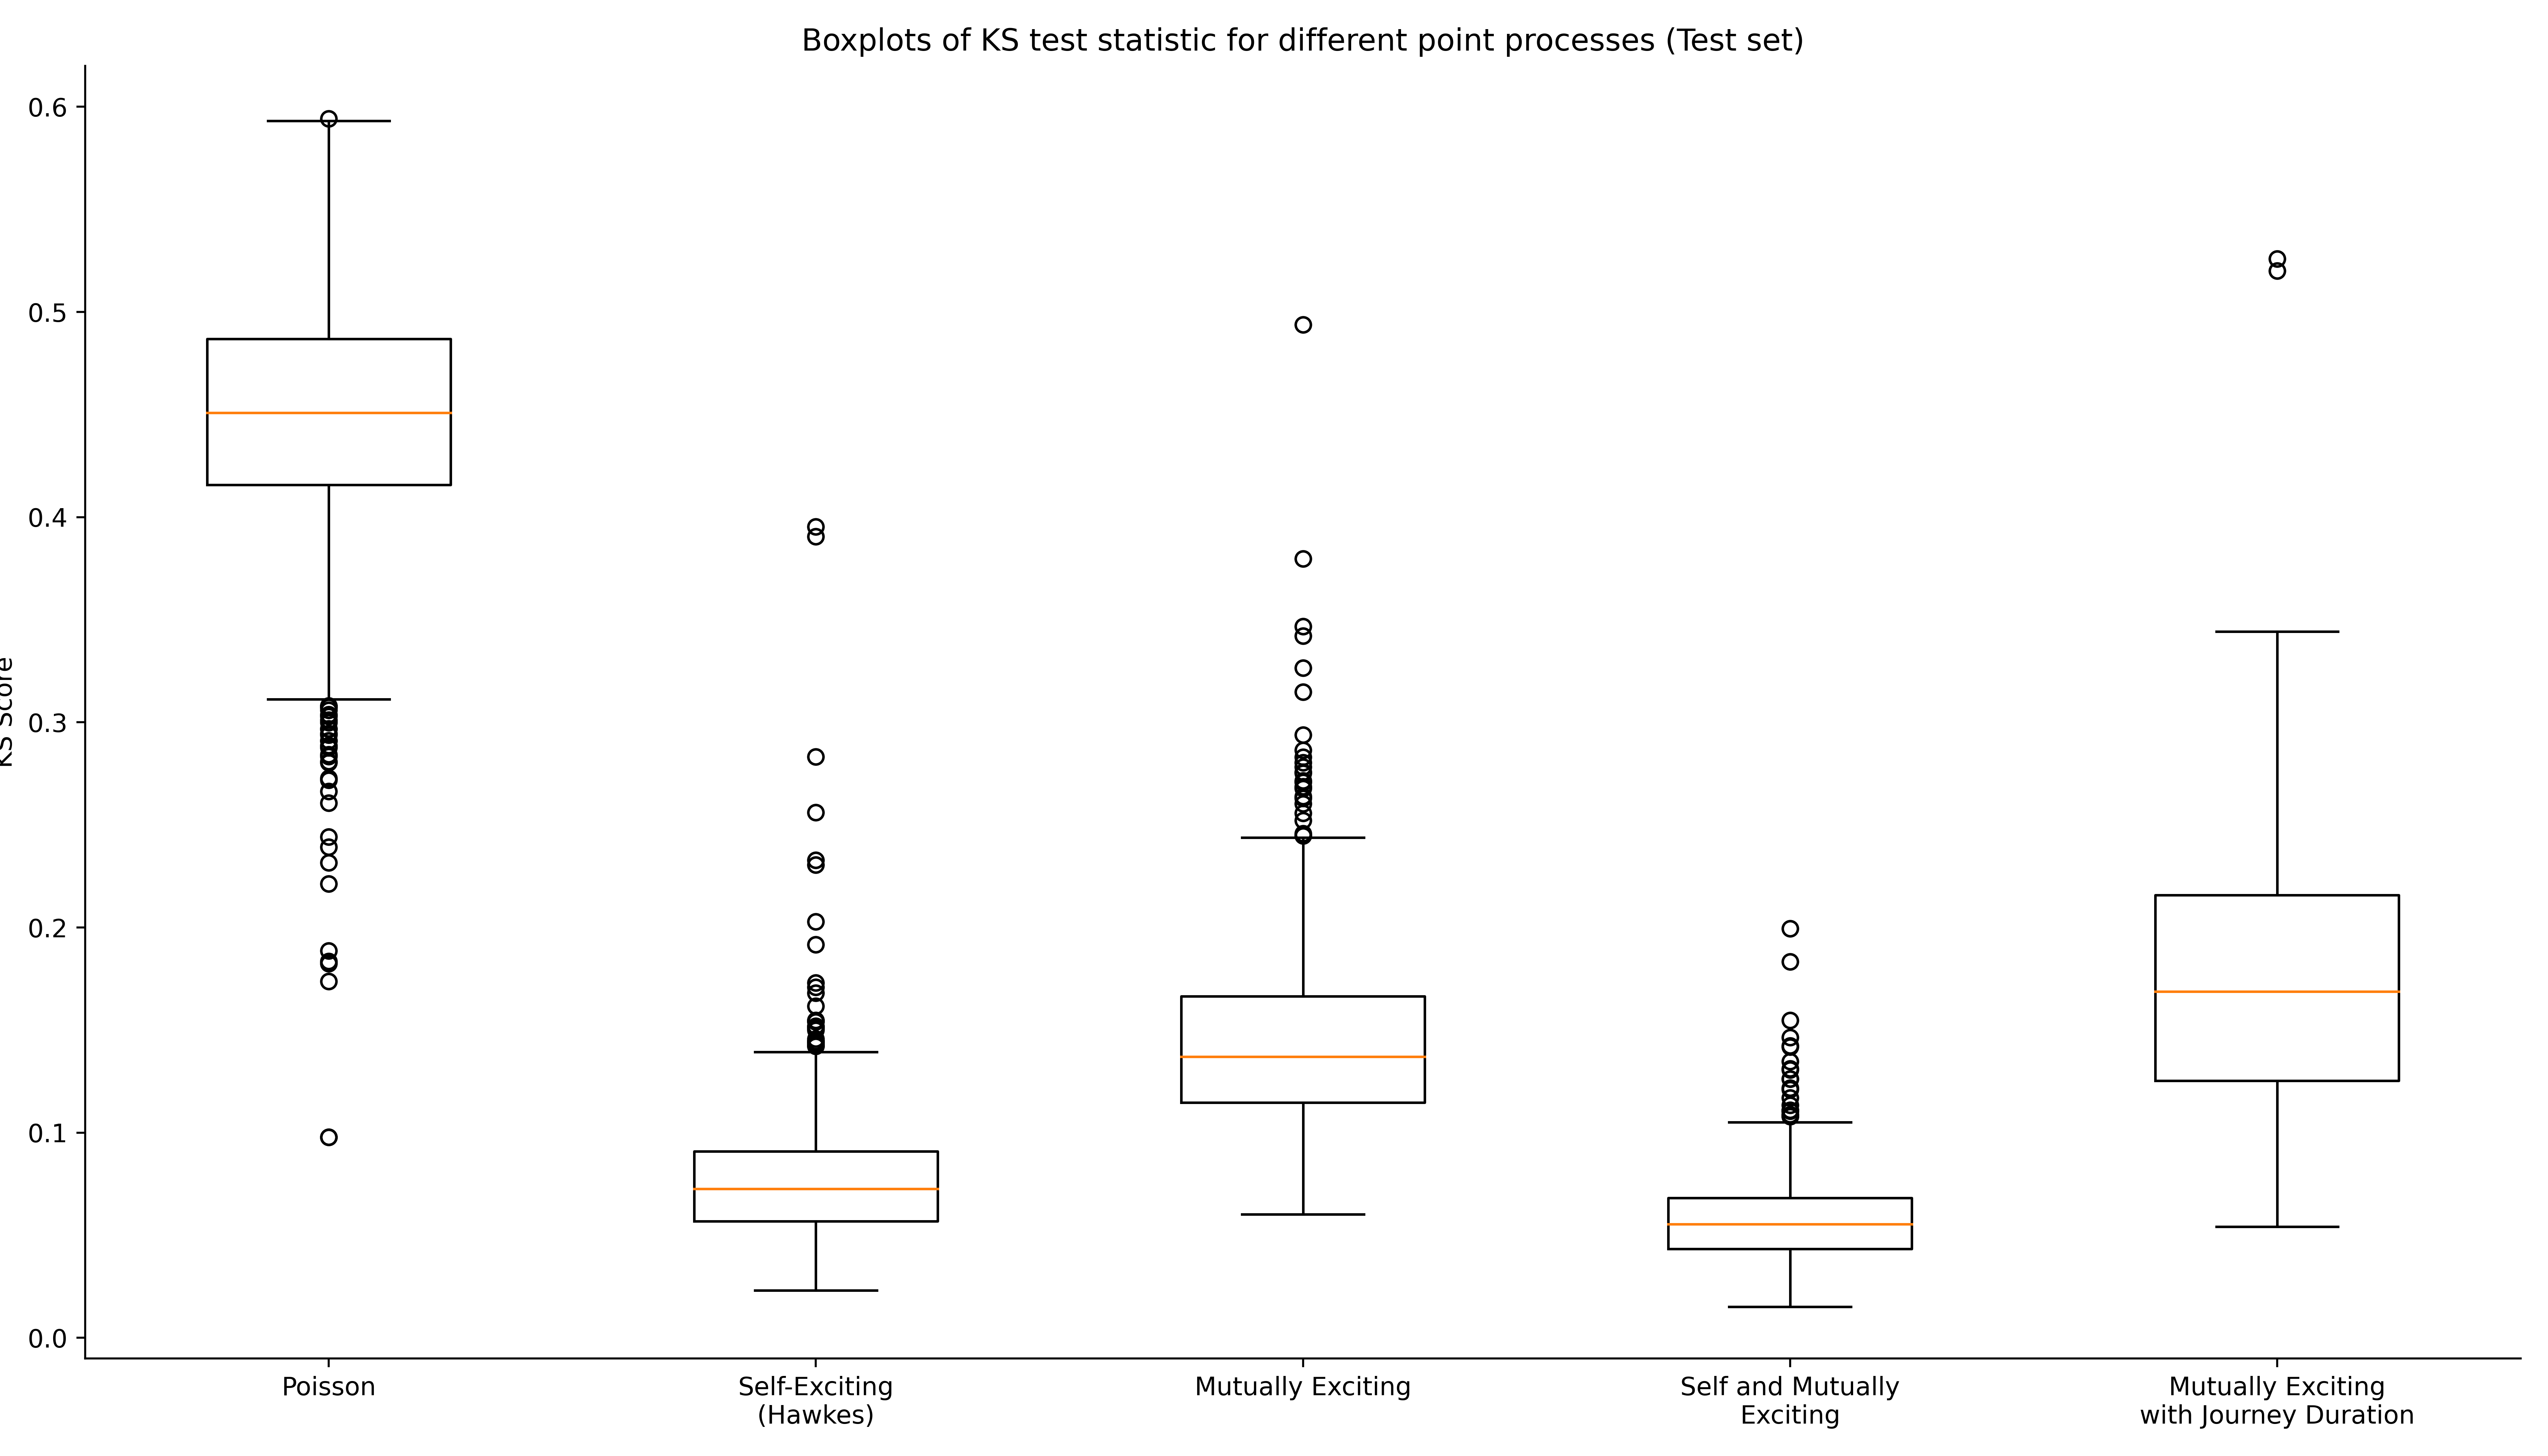 Boxplots of KS test statistic for different point processes (Test set)
KS Score
0.6
0.5
0.4
0.3
0.2
0.1
0.0
Poisson
Self-Exciting
(Hawkes)
Mutually Exciting
Self and Mutually
Exciting
Mutually Exciting
with Journey Duration